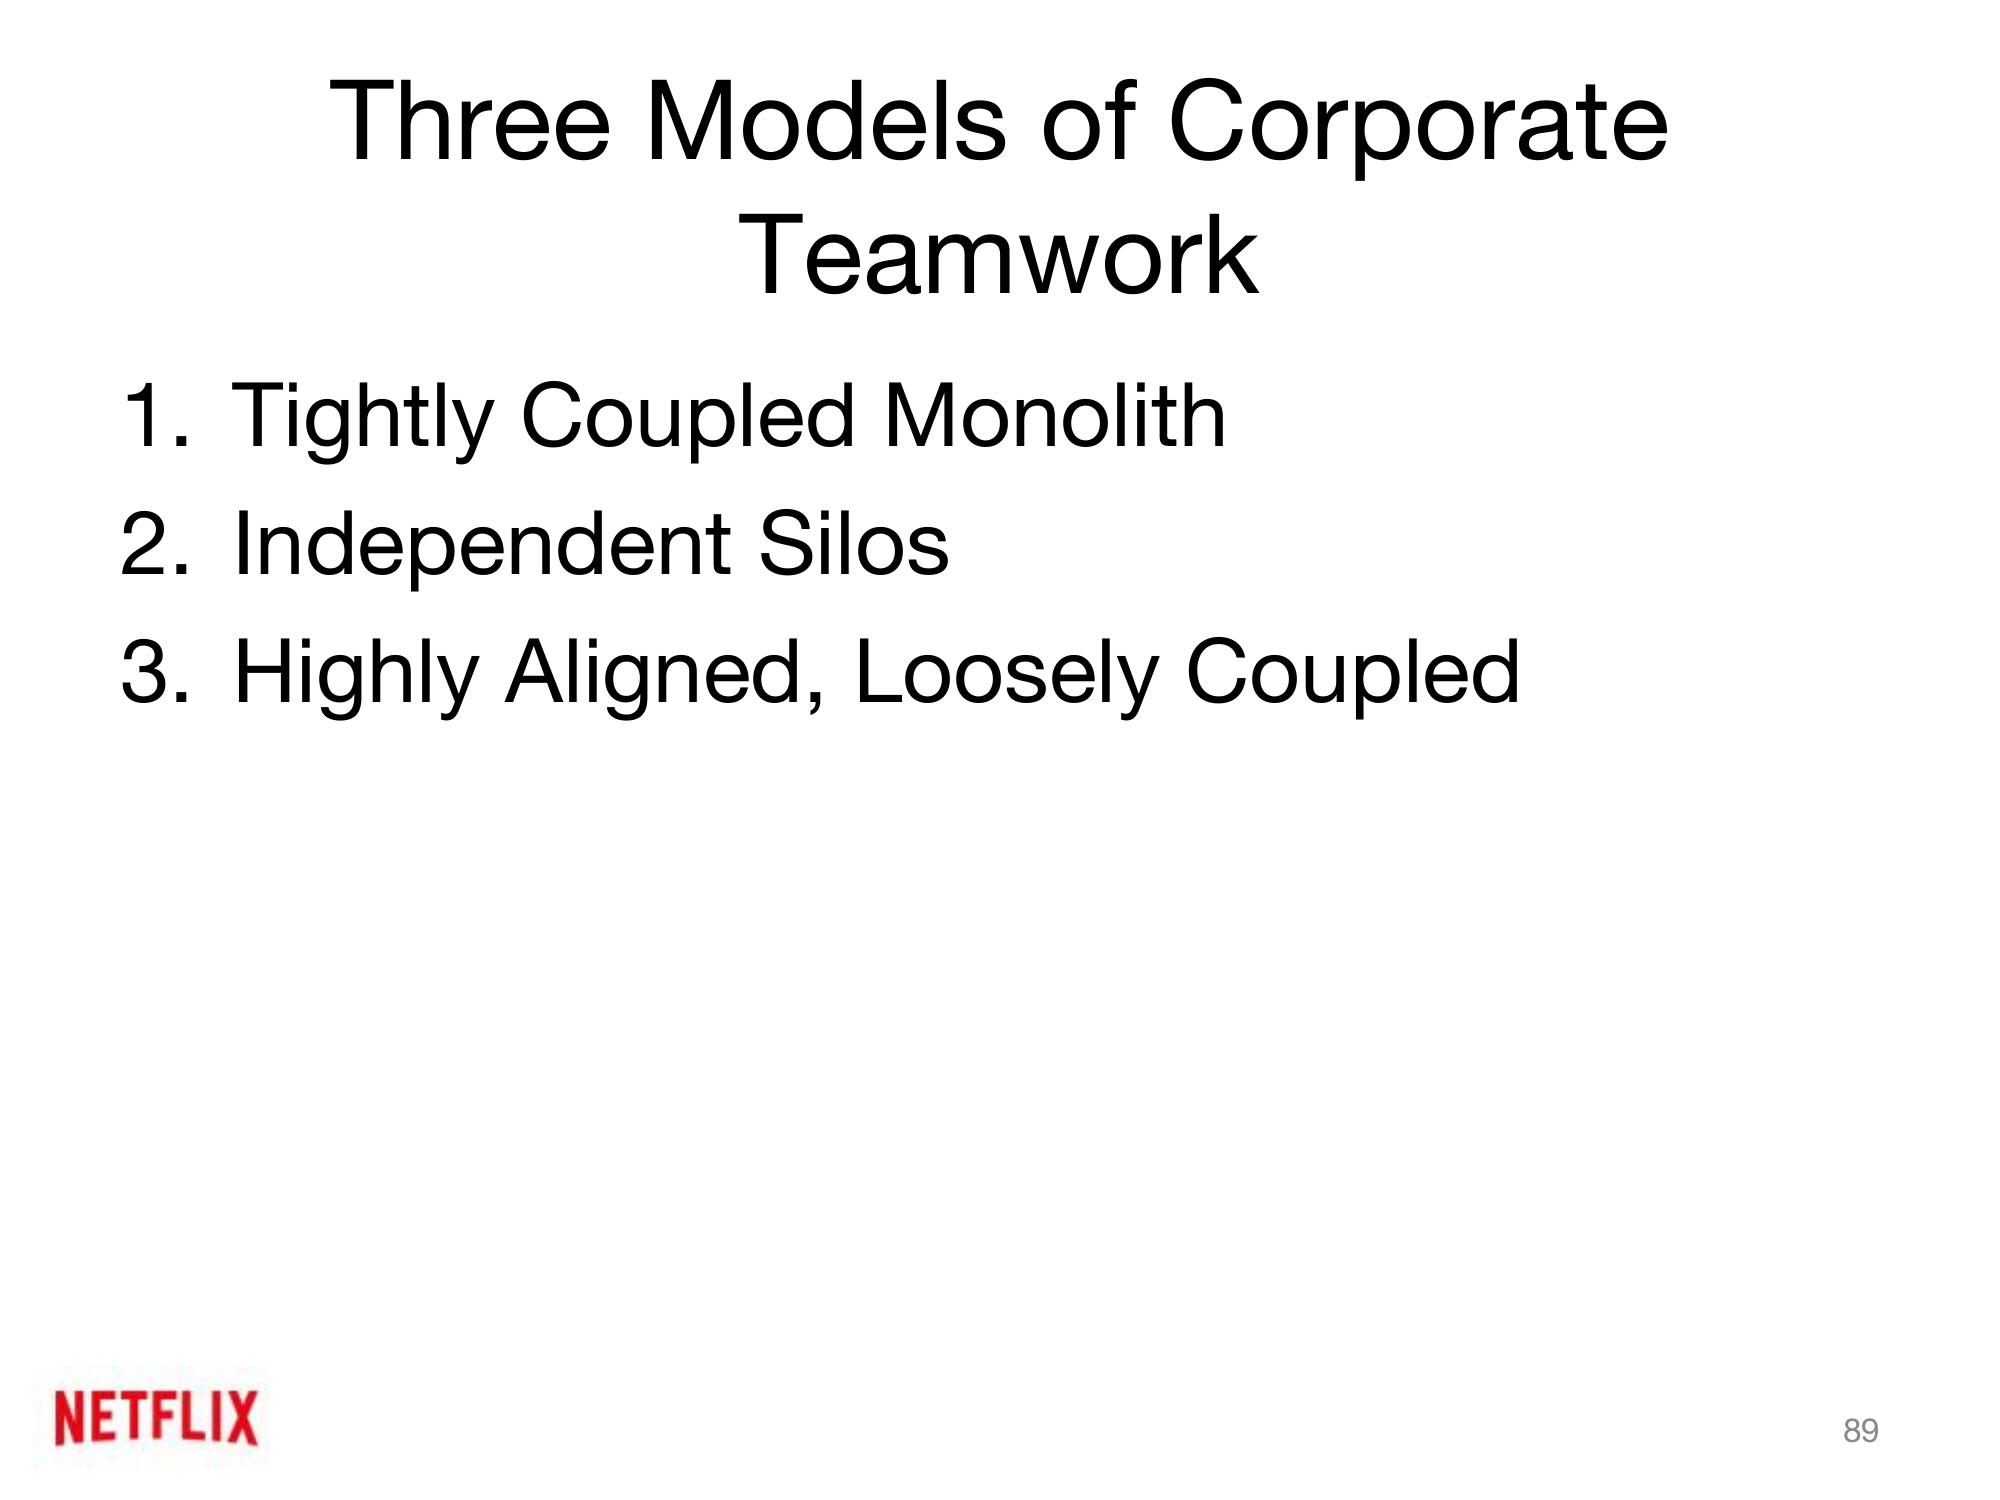 Three Models of Corporate
Teamwork
1. Tightly Coupled Monolith
2. Independent Silos
3. Highly Aligned, Loosely Coupled
NETFLIX
89